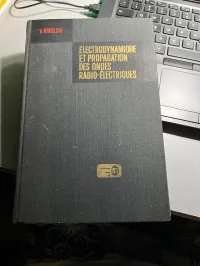 V. NIKOLSKI
ÉLECTRODYNAMIQUE
ET PROPAGATION
DES ONDES
RADIO-ÉLECTRIQUES